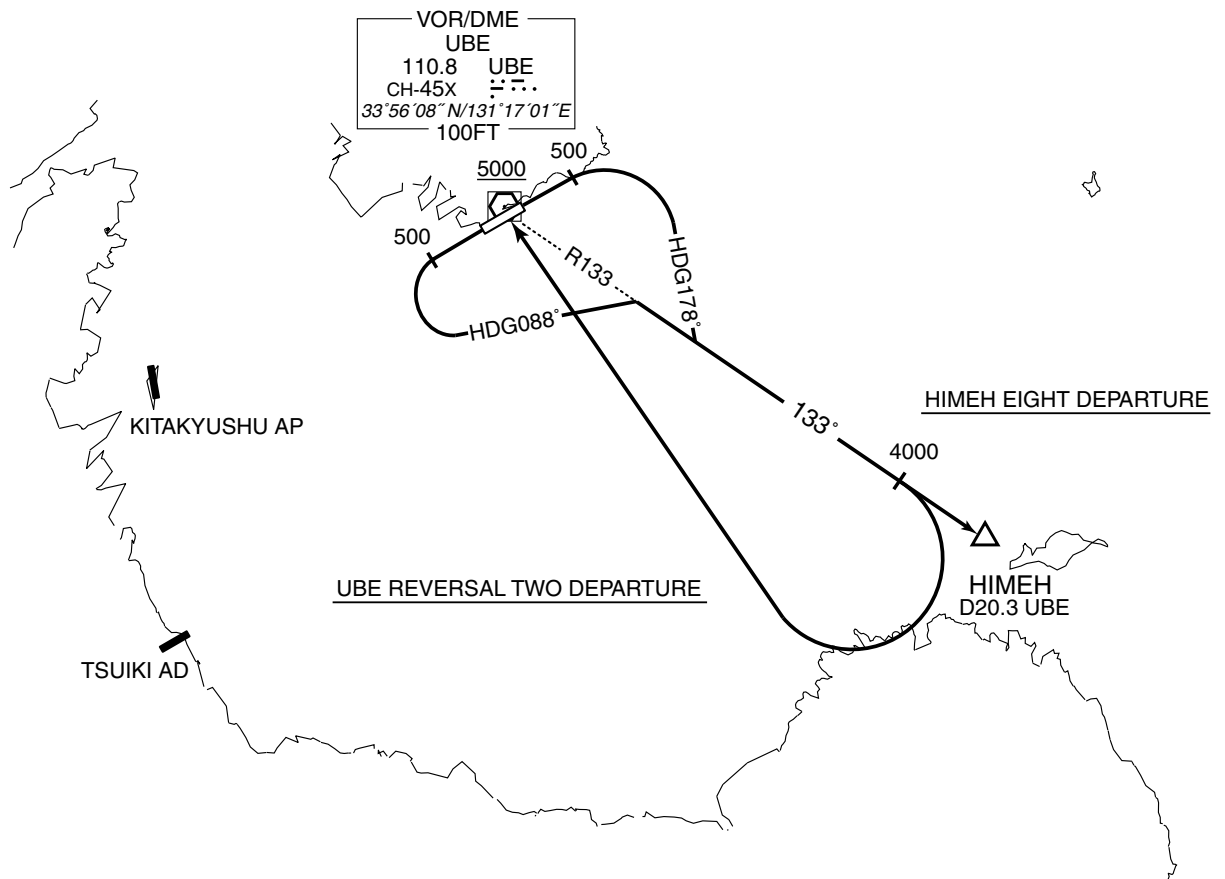 VOR/DME
UBE
110.8 UBE
CH-45X
33°56′08″N/131°17′01″E
100FT
5000
500
500
R133
HDG178°
HDG088°
133°
KITAKYUSHU AP
HIMEH EIGHT DEPARTURE
4000
UBE REVERSAL TWO DEPARTURE
HIMEH
D20.3 UBE
TSUIKI AD